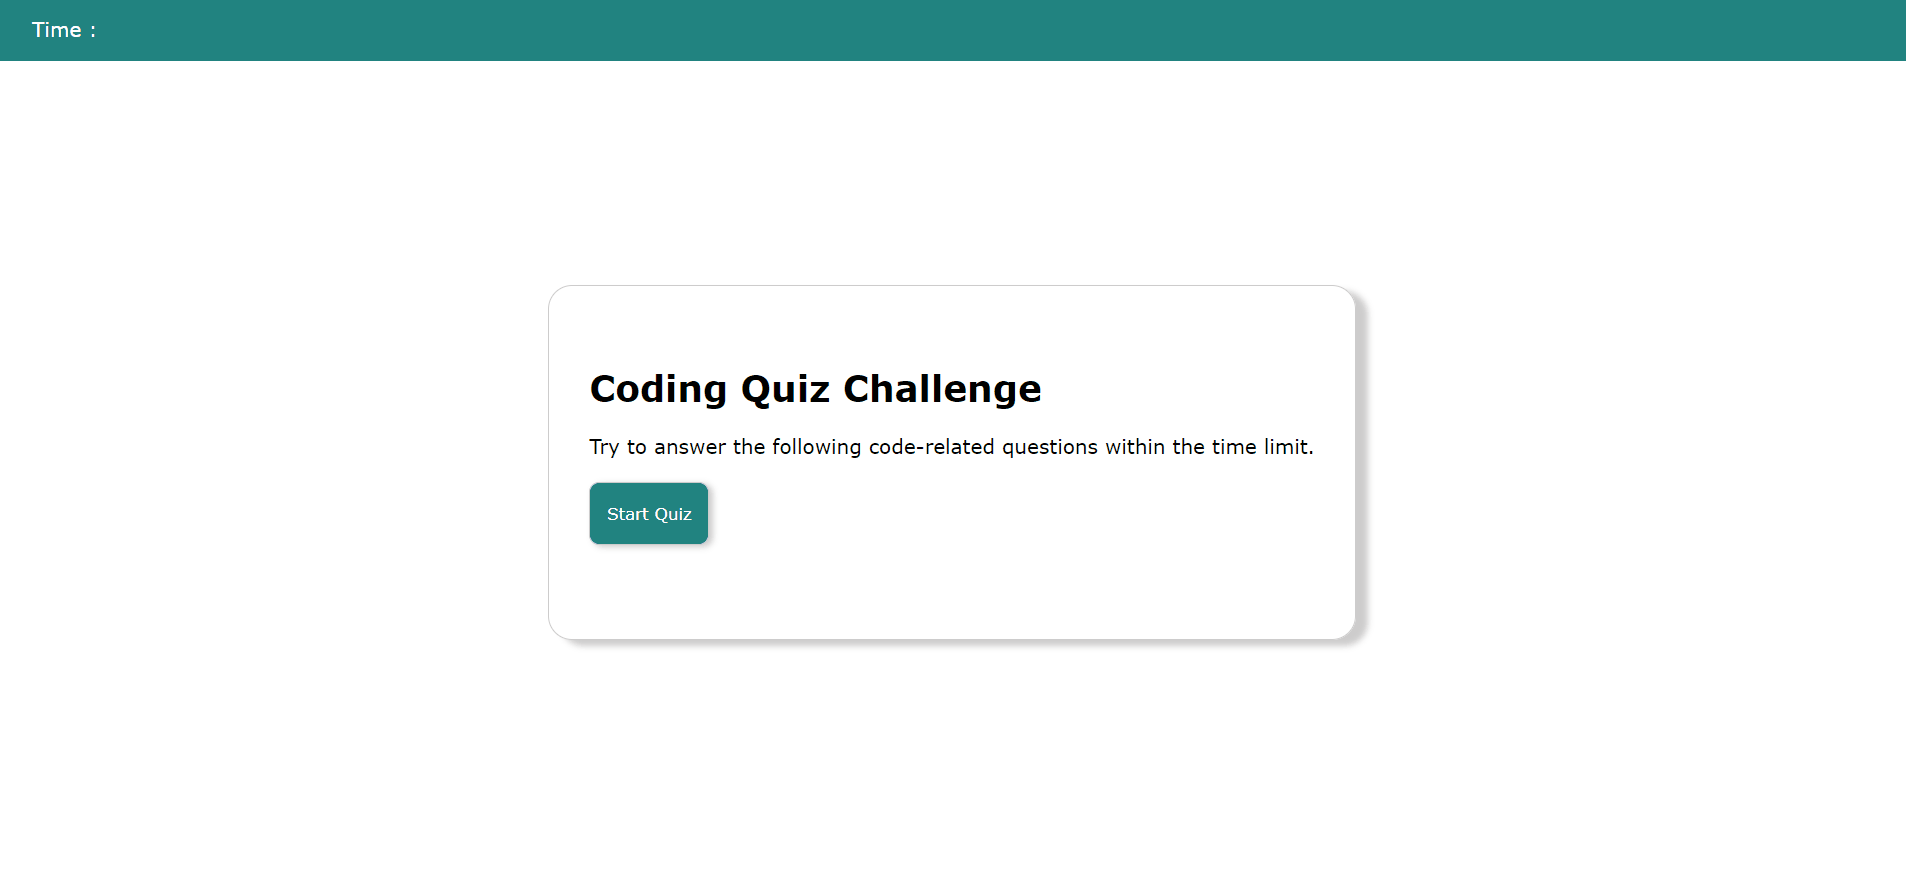 Time :
Coding Quiz Challenge
Try to answer the following code-related questions within the time limit.
Start Quiz